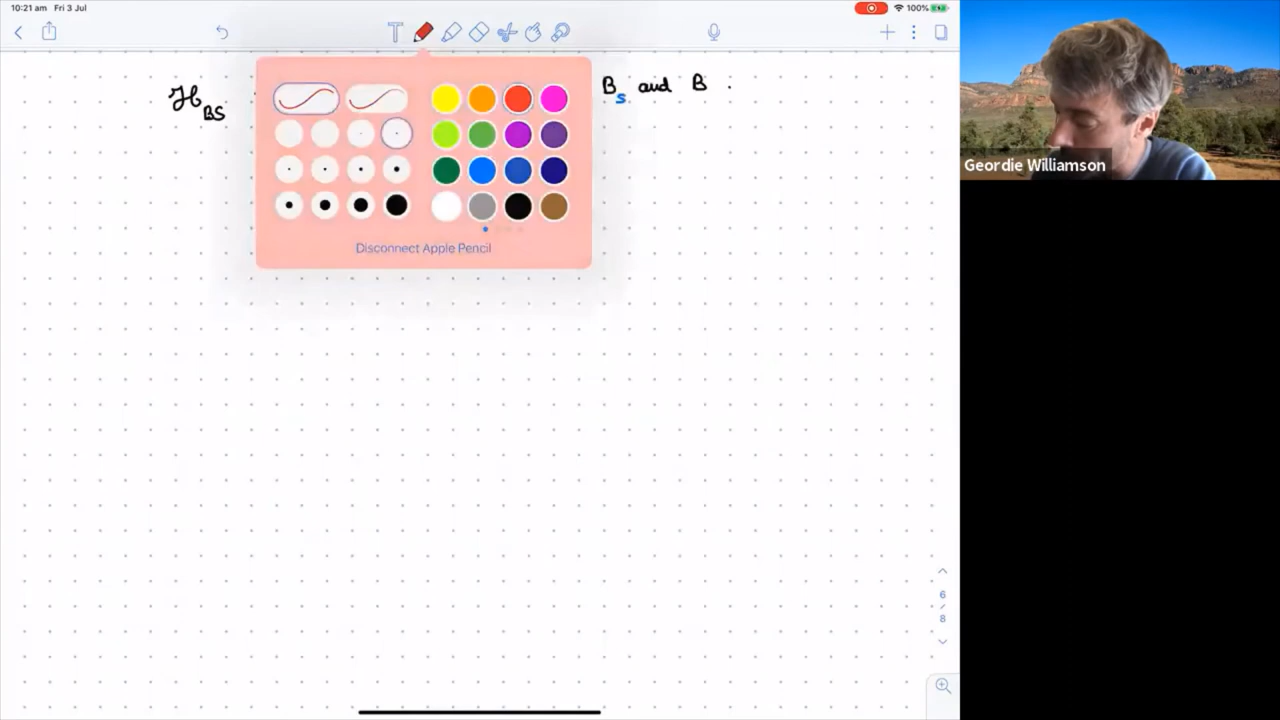 10:21 am Fri 3 Jul
100%
T
ℋ_BS
B_s and B .
Disconnect Apple Pencil
6
/
8
Geordie Williamson